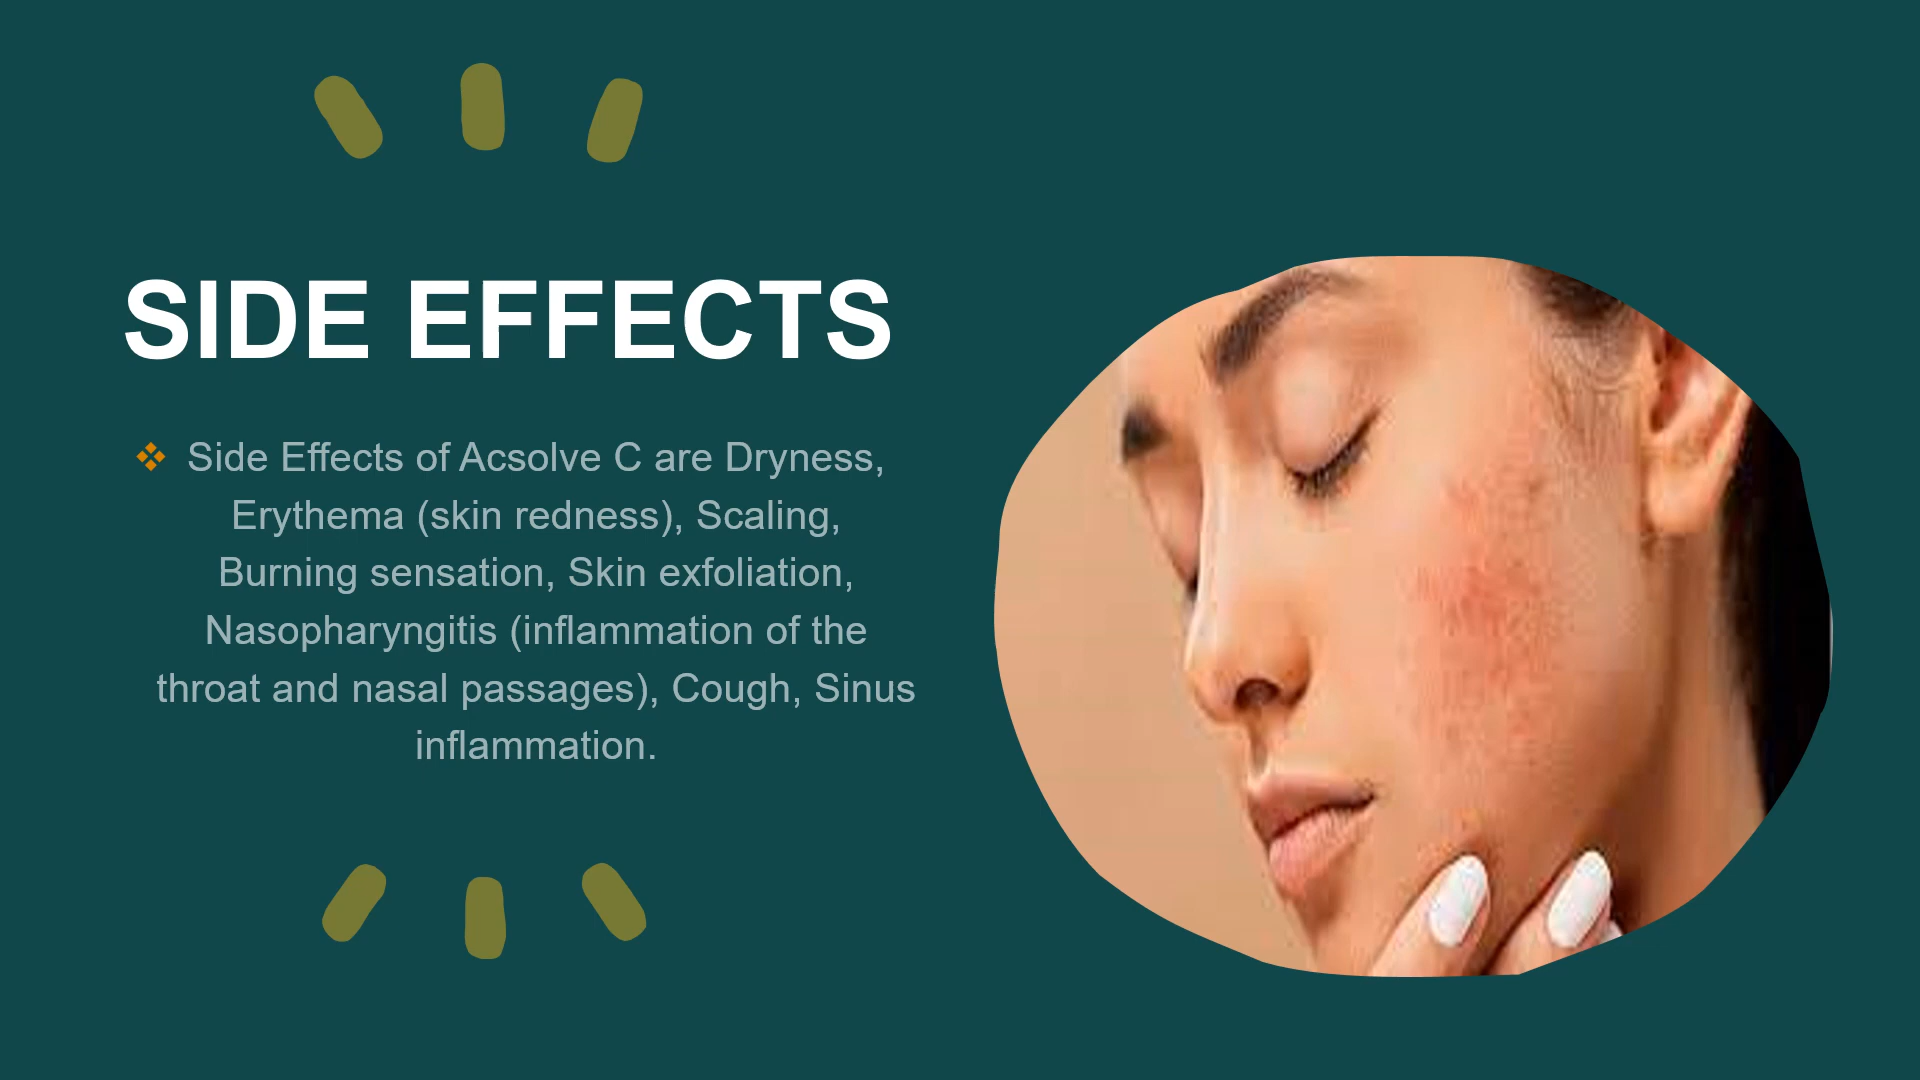 SIDE EFFECTS
❖ Side Effects of Acsolve C are Dryness,
Erythema (skin redness), Scaling,
Burning sensation, Skin exfoliation,
Nasopharyngitis (inflammation of the
throat and nasal passages), Cough, Sinus
inflammation.